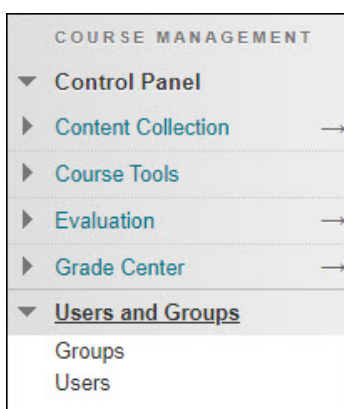 COURSE MANAGEMENT
Control Panel
Content Collection
Course Tools
Evaluation
Grade Center
Users and Groups
Groups
Users